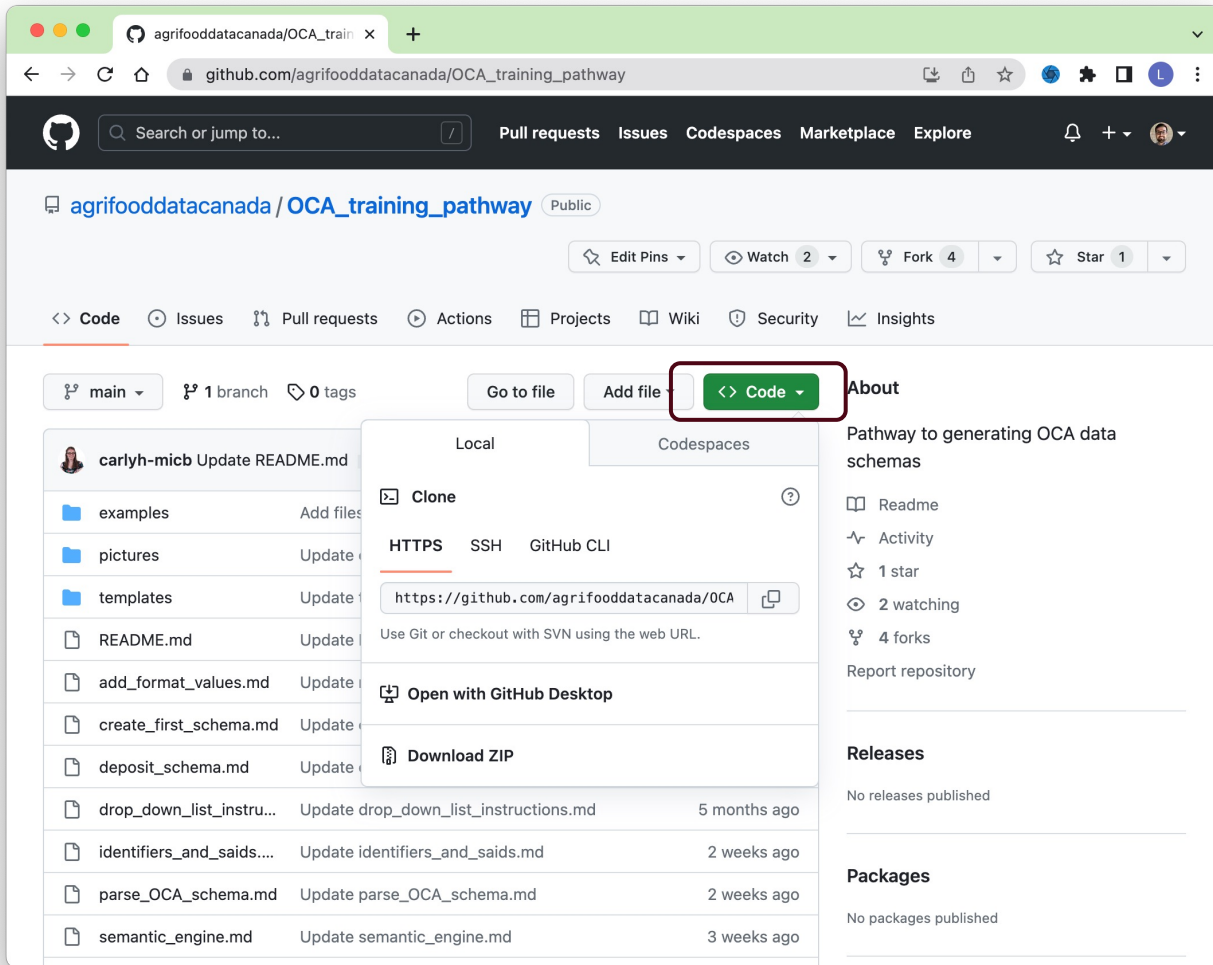 agrifooddatacanada/OCA_train
github.com/agrifooddatacanada/OCA_training_pathway
L
Search or jump to... /
Pull requests Issues Codespaces Marketplace Explore
agrifooddatacanada / OCA_training_pathway Public
Edit Pins Watch 2 Fork 4 Star 1
Code Issues Pull requests Actions Projects Wiki Security Insights
main 1 branch 0 tags Go to file Add file Code
About
Pathway to generating OCA data
schemas
Readme
Activity
1 star
2 watching
4 forks
Report repository
Releases
No releases published
Packages
No packages published
Local Codespaces
Clone
HTTPS SSH GitHub CLI
https://github.com/agrifooddatacanada/OCA
Use Git or checkout with SVN using the web URL.
Open with GitHub Desktop
Download ZIP
carlyh-micb Update README.md
examples Add files
pictures Update
templates Update
README.md Update
add_format_values.md Update
create_first_schema.md Update
deposit_schema.md Update
drop_down_list_instru... Update drop_down_list_instructions.md 5 months ago
identifiers_and_saids.... Update identifiers_and_saids.md 2 weeks ago
parse_OCA_schema.md Update parse_OCA_schema.md 2 weeks ago
semantic_engine.md Update semantic_engine.md 3 weeks ago